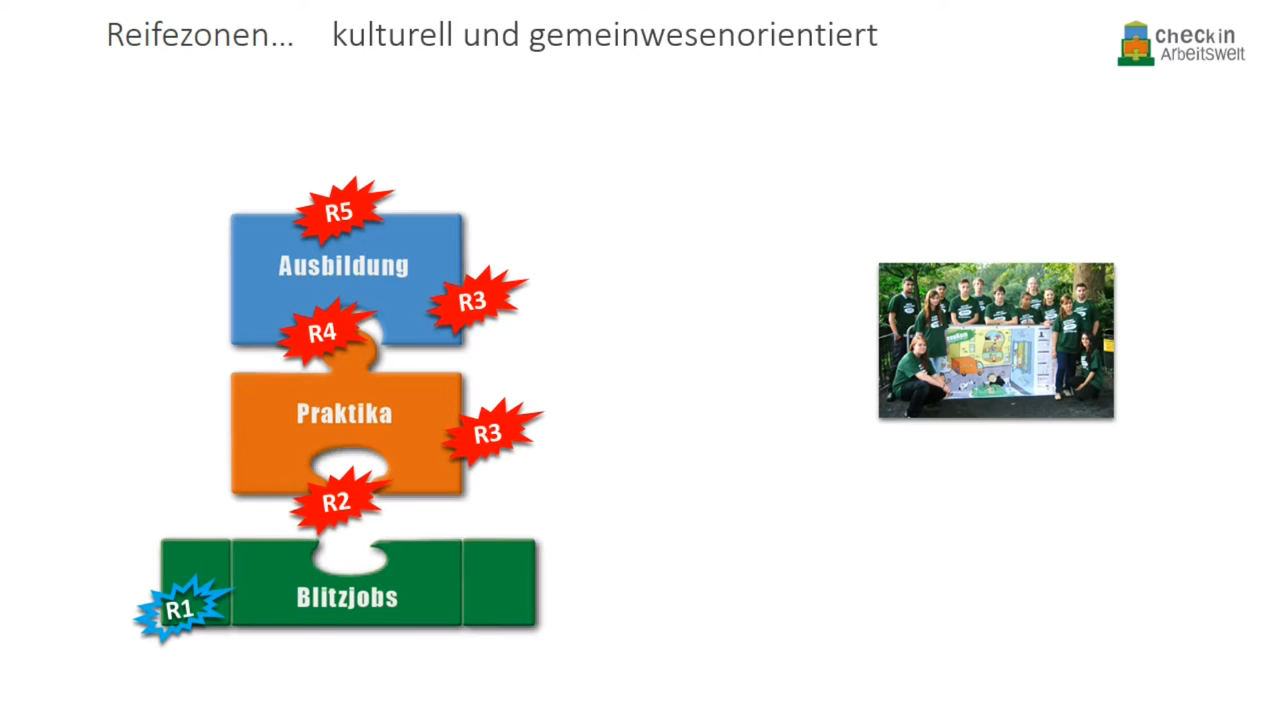 Reifezonen... kulturell und gemeinwesenorientiert
checkin
Arbeitswelt
R5
Ausbildung
R3
R4
Praktika
R3
R2
Blitzjobs
R1